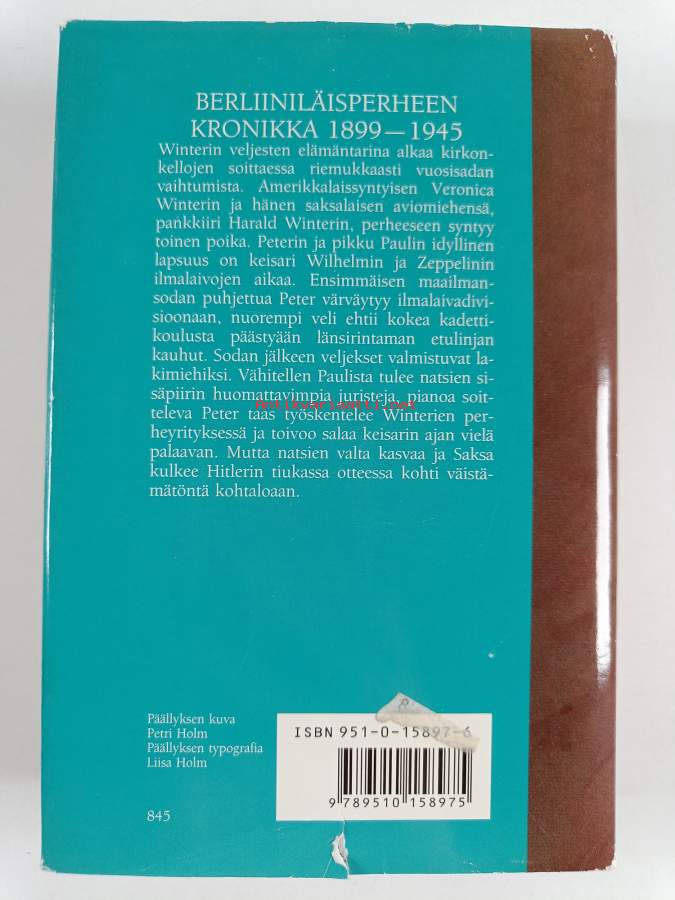 BERLIINILÄISPERHEEN
KRONIKKA 1899—1945
Winterin veljesten elämäntarina alkaa kirkon-
kellojen soittaessa riemukkaasti vuosisadan
vaihtumista. Amerikkalaissyntyisen Veronica
Winterin ja hänen saksalaisen aviomiehensä,
pankkiiri Harald Winterin, perheeseen syntyy
toinen poika. Peterin ja pikku Paulin idyllinen
lapsuus on keisari Wilhelmin ja Zeppelinin
ilmalaivojen aikaa. Ensimmäisen maailman-
sodan puhjettua Peter värväytyy ilmalaivadivi-
sioonaan, nuorempi veli ehtii kokea kadetti-
koulusta päästyään länsirintaman etulinjan
kauhut. Sodan jälkeen veljekset valmistuvat la-
kimiehiksi. Vähitellen Paulista tulee natsien si-
säpiirin huomattavimpia juristeja, pianoa soit-
Antikvariaatti.net
televa Peter taas työskentelee Winterien per-
heyrityksessä ja toivoo salaa keisarin ajan vielä
palaavan. Mutta natsien valta kasvaa ja Saksa
kulkee Hitlerin tiukassa otteessa kohti väistä-
mätöntä kohtaloaan.
Päällyksen kuva
Petri Holm
Päällyksen typografia
Liisa Holm
845
ISBN 951-0-15897-6
9 789510 158975